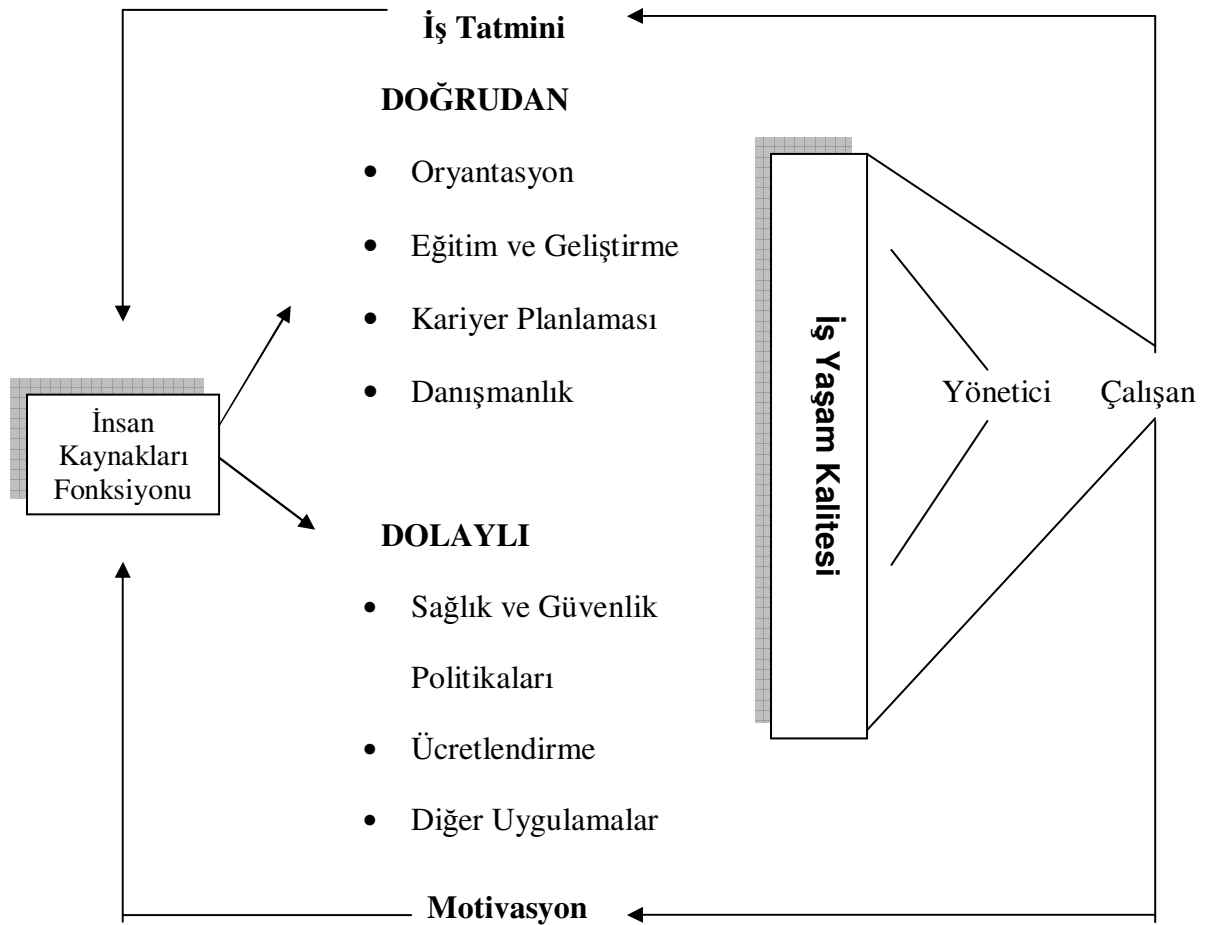 İş Tatmini
DOĞRUDAN
• Oryantasyon
• Eğitim ve Geliştirme
• Kariyer Planlaması
• Danışmanlık
İnsan
Kaynakları
Fonksiyonu
DOLAYLI
• Sağlık ve Güvenlik
Politikaları
• Ücretlendirme
• Diğer Uygulamalar
Motivasyon
İş Yaşam Kalitesi
Yönetici
Çalışan